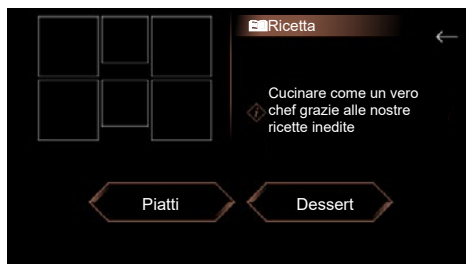 Ricetta
Cucinare come un vero
chef grazie alle nostre
ricette inedite
Piatti
Dessert